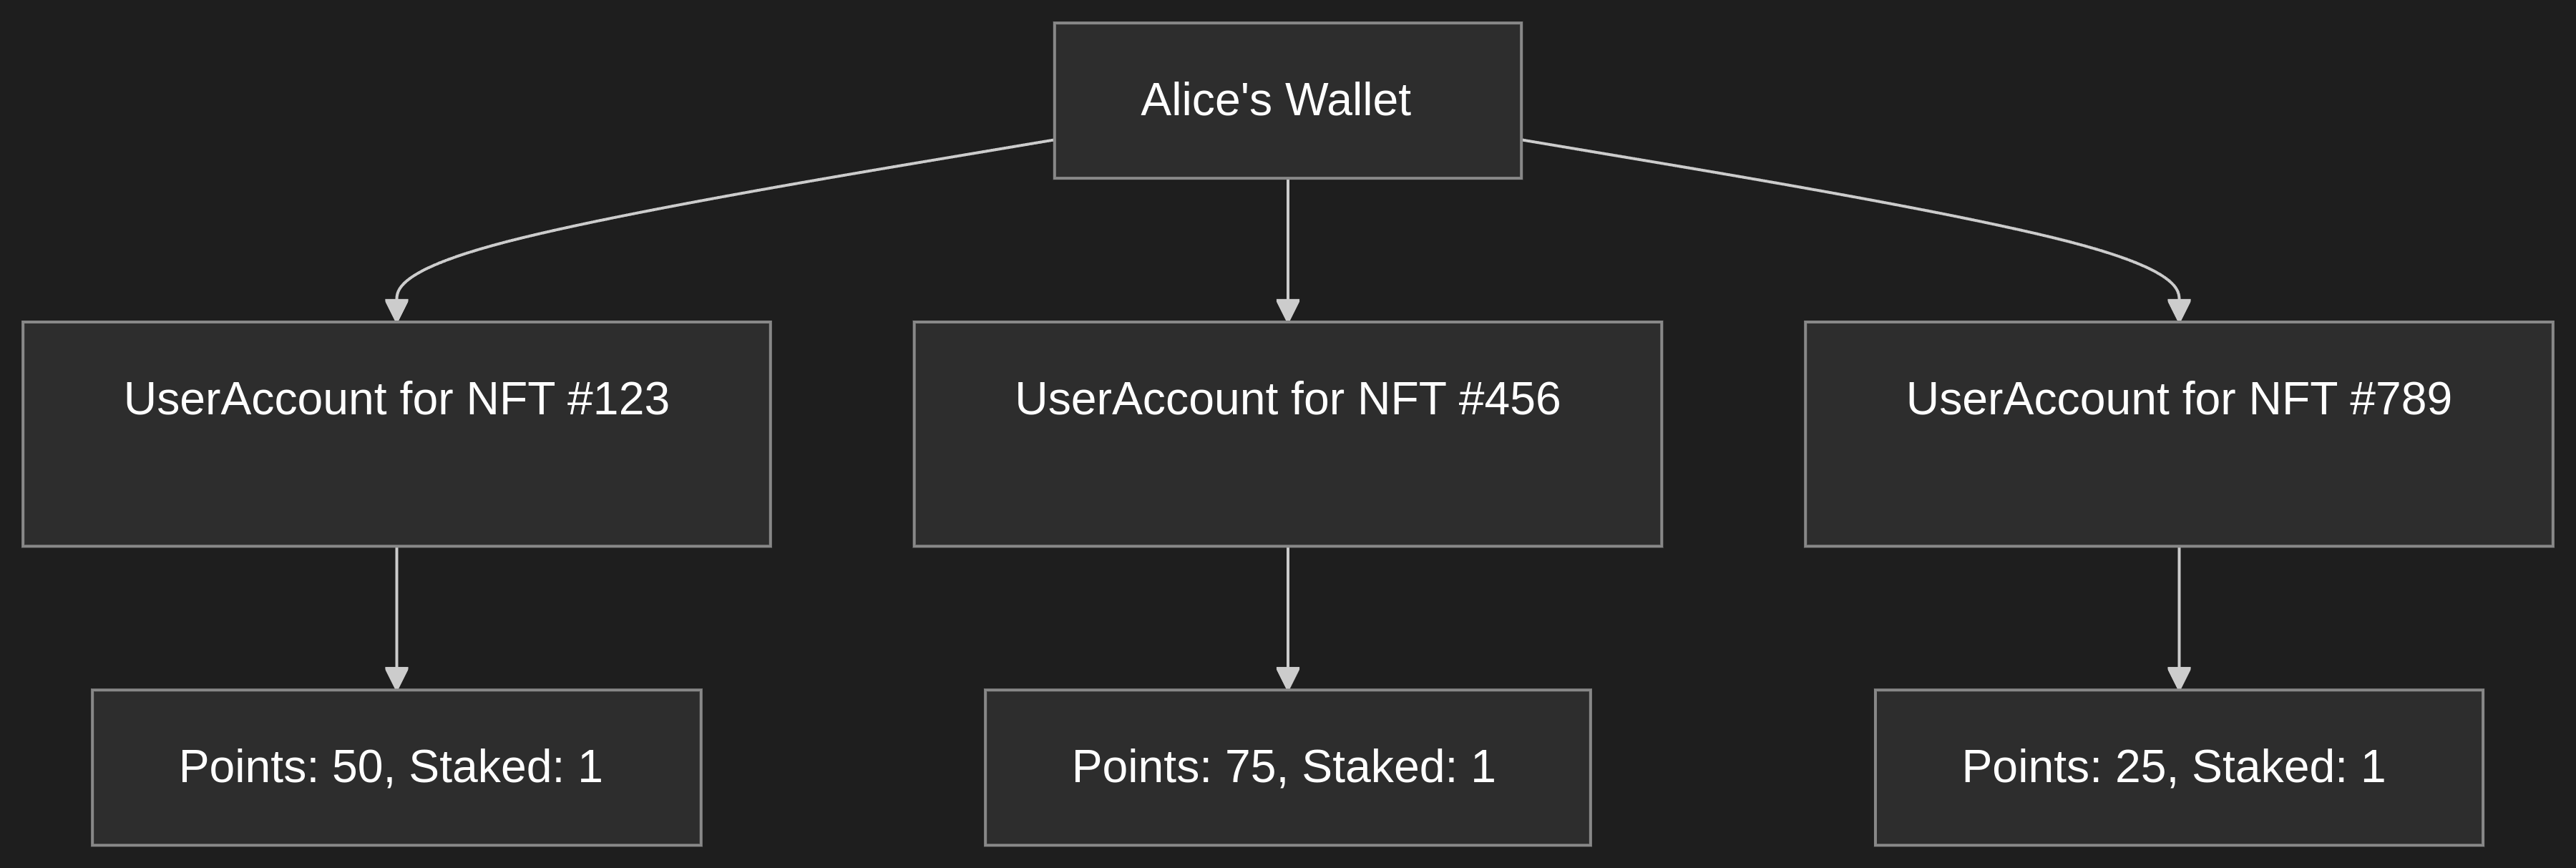 Alice's Wallet
UserAccount for NFT #123
UserAccount for NFT #456
UserAccount for NFT #789
Points: 50, Staked: 1
Points: 75, Staked: 1
Points: 25, Staked: 1